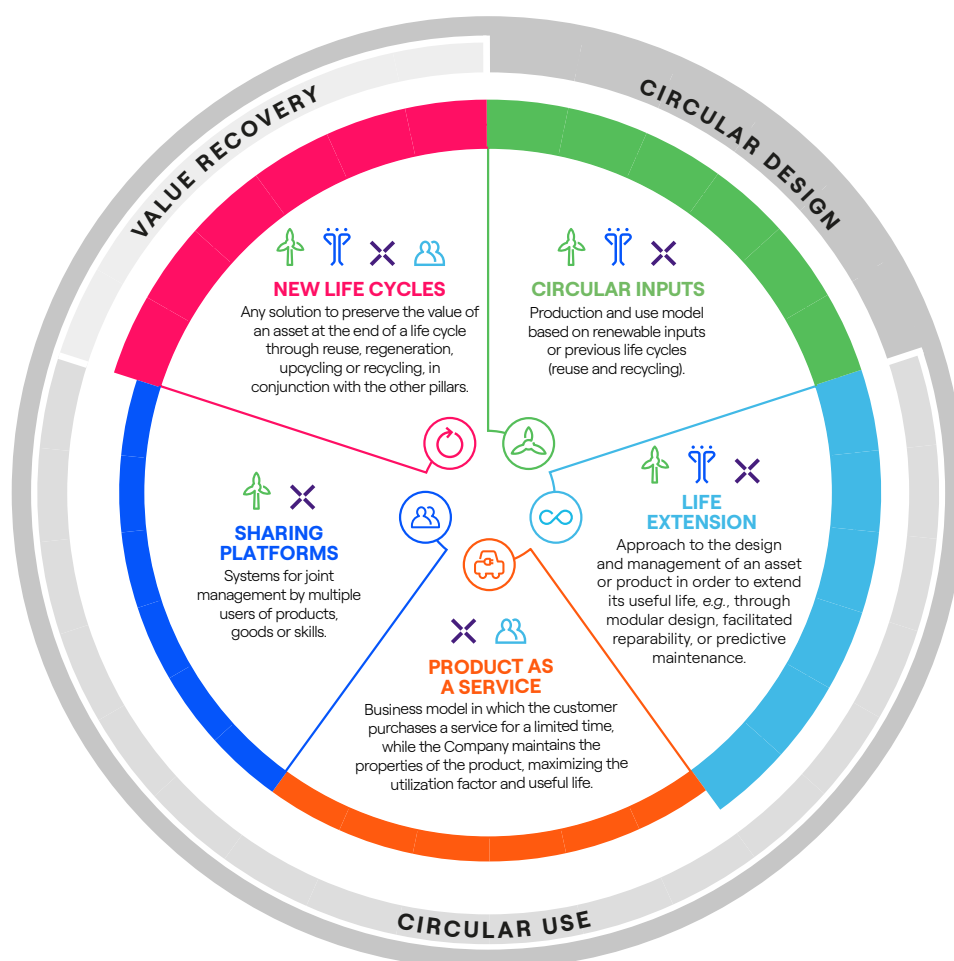 VALUE RECOVERY
CIRCULAR DESIGN
NEW LIFE CYCLES
Any solution to preserve the value of
an asset at the end of a life cycle
through reuse, regeneration,
upcycling or recycling, in
conjunction with the other pillars.
CIRCULAR INPUTS
Production and use model
based on renewable inputs
or previous life cycles
(reuse and recycling).
SHARING
PLATFORMS
Systems for joint
management by multiple
users of products,
goods or skills.
LIFE
EXTENSION
Approach to the design
and management of an asset
or product in order to extend
its useful life, e.g., through
modular design, facilitated
reparability, or predictive
maintenance.
PRODUCT AS
A SERVICE
Business model in which the customer
purchases a service for a limited time,
while the Company maintains the
properties of the product, maximizing the
utilization factor and useful life.
CIRCULAR USE